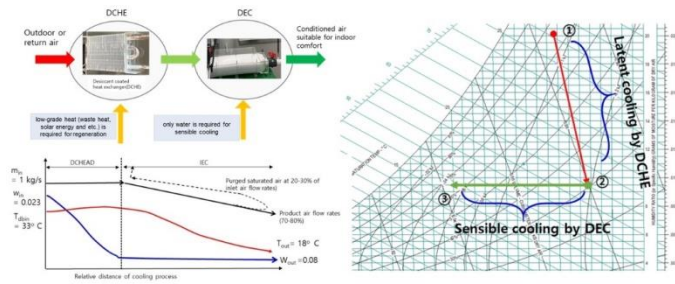 DCHE
DEC
Outdoor or
return air
Conditioned air
suitable for indoor
comfort
Desiccant coated
heat exchanger(DCHE)
low-grade heat (waste heat,
solar energy and etc.) is
required for regeneration
only water is required for
sensible cooling
DCHEAD
IEC
m_in
= 1 kg/s
w_in
= 0.023
T_dbin
= 33° C
Purged saturated air at 20-30% of
inlet air flow rates
Product air flow rates
(70-80%)
T_out = 18° C
W_out = 0.08
Relative distance of cooling process
①
Latent cooling
by DCHE
②
③
Sensible cooling by DEC